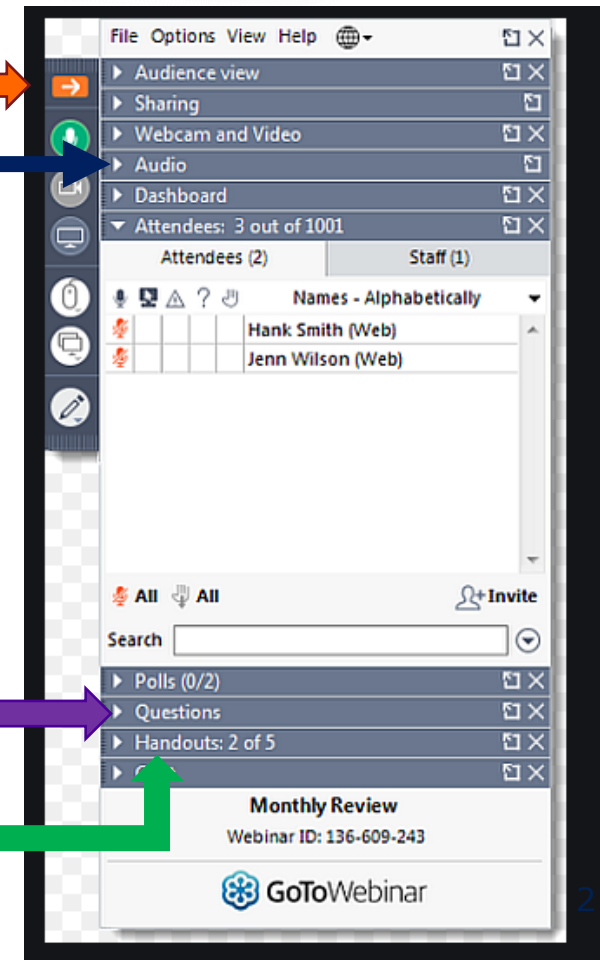 File Options View Help
Audience view
Sharing
Webcam and Video
Audio
Dashboard
Attendees: 3 out of 1001
Attendees (2) Staff (1)
? Names - Alphabetically
Hank Smith (Web)
Jenn Wilson (Web)
All All Invite
Search
Polls (0/2)
Questions
Handouts: 2 of 5
Monthly Review
Webinar ID: 136-609-243
GoToWebinar
2